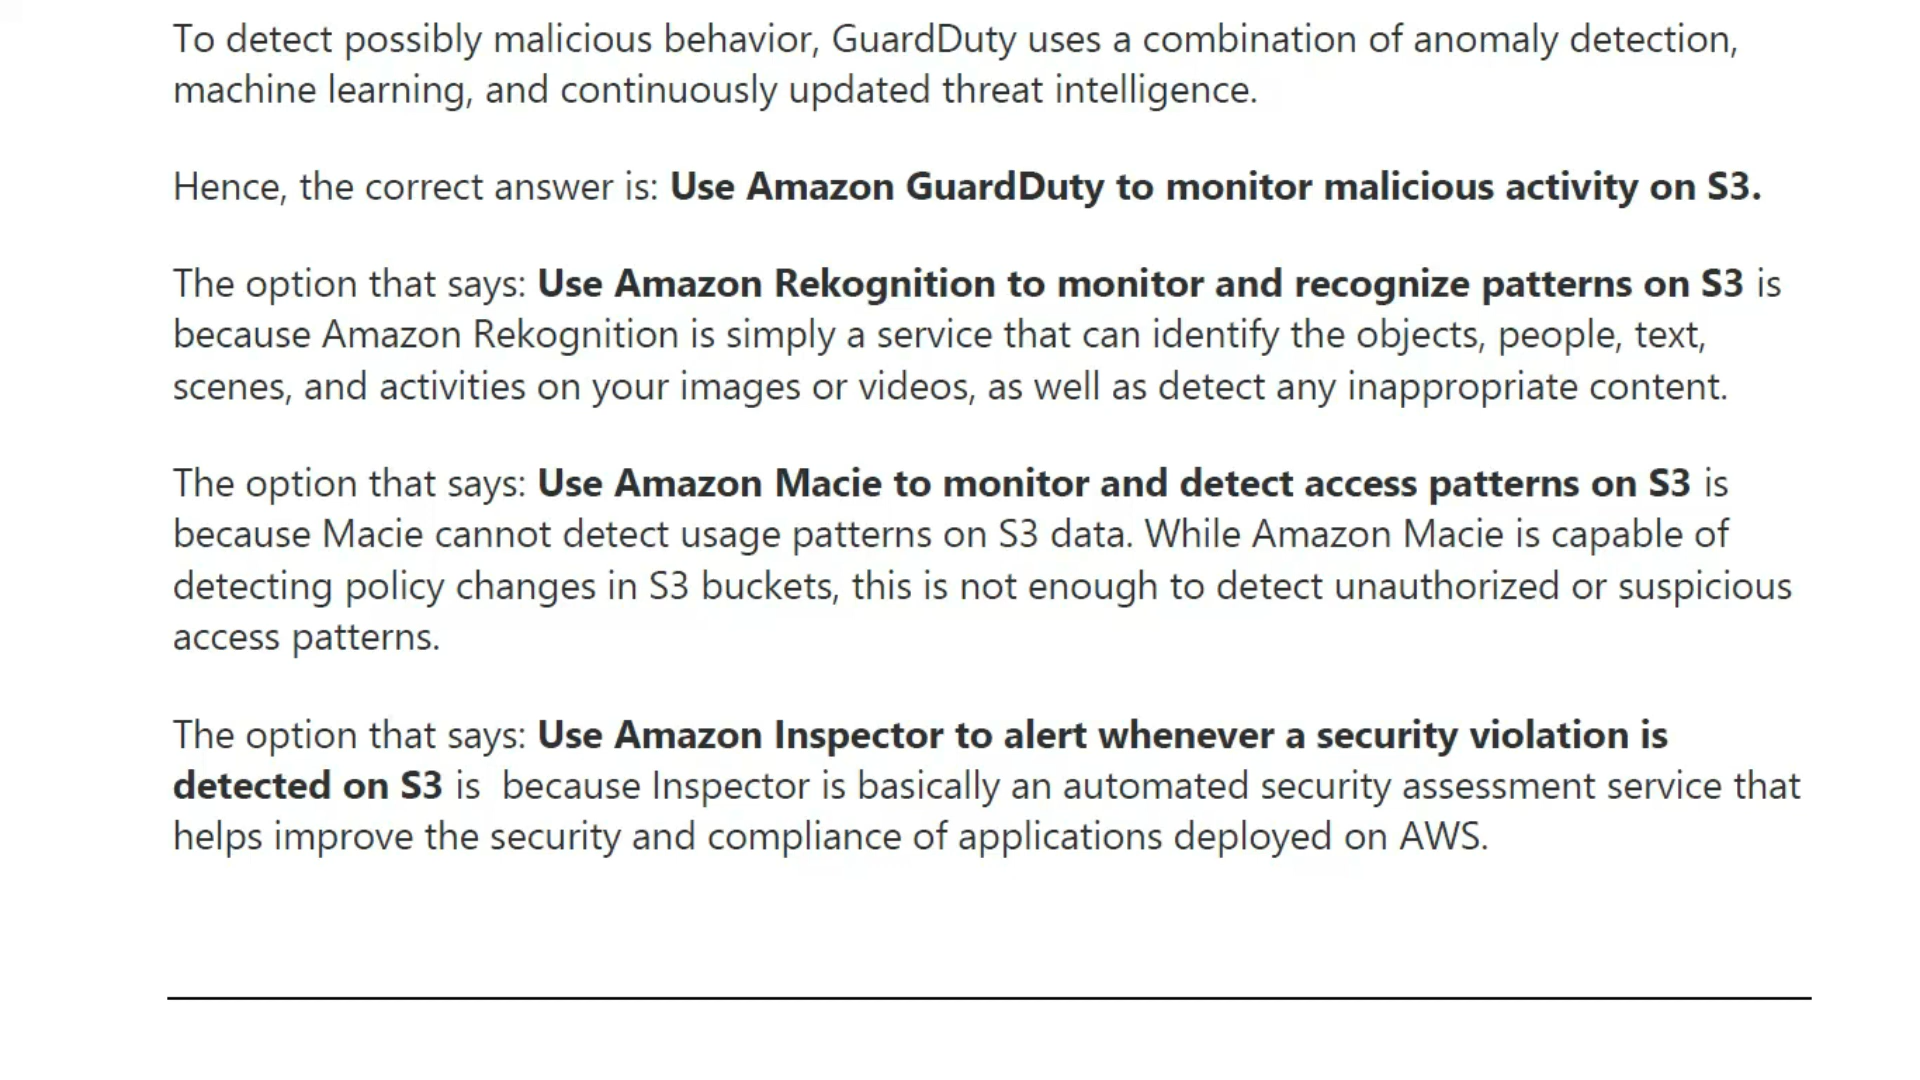 To detect possibly malicious behavior, GuardDuty uses a combination of anomaly detection,
machine learning, and continuously updated threat intelligence.
Hence, the correct answer is: Use Amazon GuardDuty to monitor malicious activity on S3.
The option that says: Use Amazon Rekognition to monitor and recognize patterns on S3 is
because Amazon Rekognition is simply a service that can identify the objects, people, text,
scenes, and activities on your images or videos, as well as detect any inappropriate content.
The option that says: Use Amazon Macie to monitor and detect access patterns on S3 is
because Macie cannot detect usage patterns on S3 data. While Amazon Macie is capable of
detecting policy changes in S3 buckets, this is not enough to detect unauthorized or suspicious
access patterns.
The option that says: Use Amazon Inspector to alert whenever a security violation is
detected on S3 is  because Inspector is basically an automated security assessment service that
helps improve the security and compliance of applications deployed on AWS.